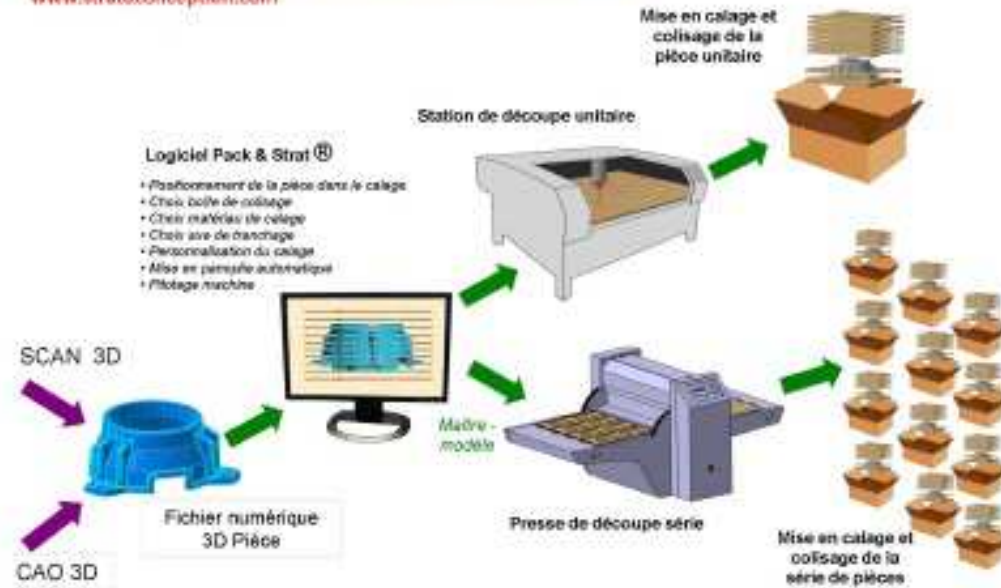 www.stratoconception.com
Mise en calage et
colisage de la
pièce unitaire
Station de découpe unitaire
Logiciel Pack & Strat ®
• Positionnement de la pièce dans le calage
• Choix boîte de colisage
• Choix matériau de calage
• Choix axe de tranchage
• Personnalisation du calage
• Mise en panoplie automatique
• Pilotage machine
SCAN 3D
Maître -
modèle
Fichier numérique
3D Pièce
Presse de découpe série
CAO 3D
Mise en calage et
colisage de la
série de pièces